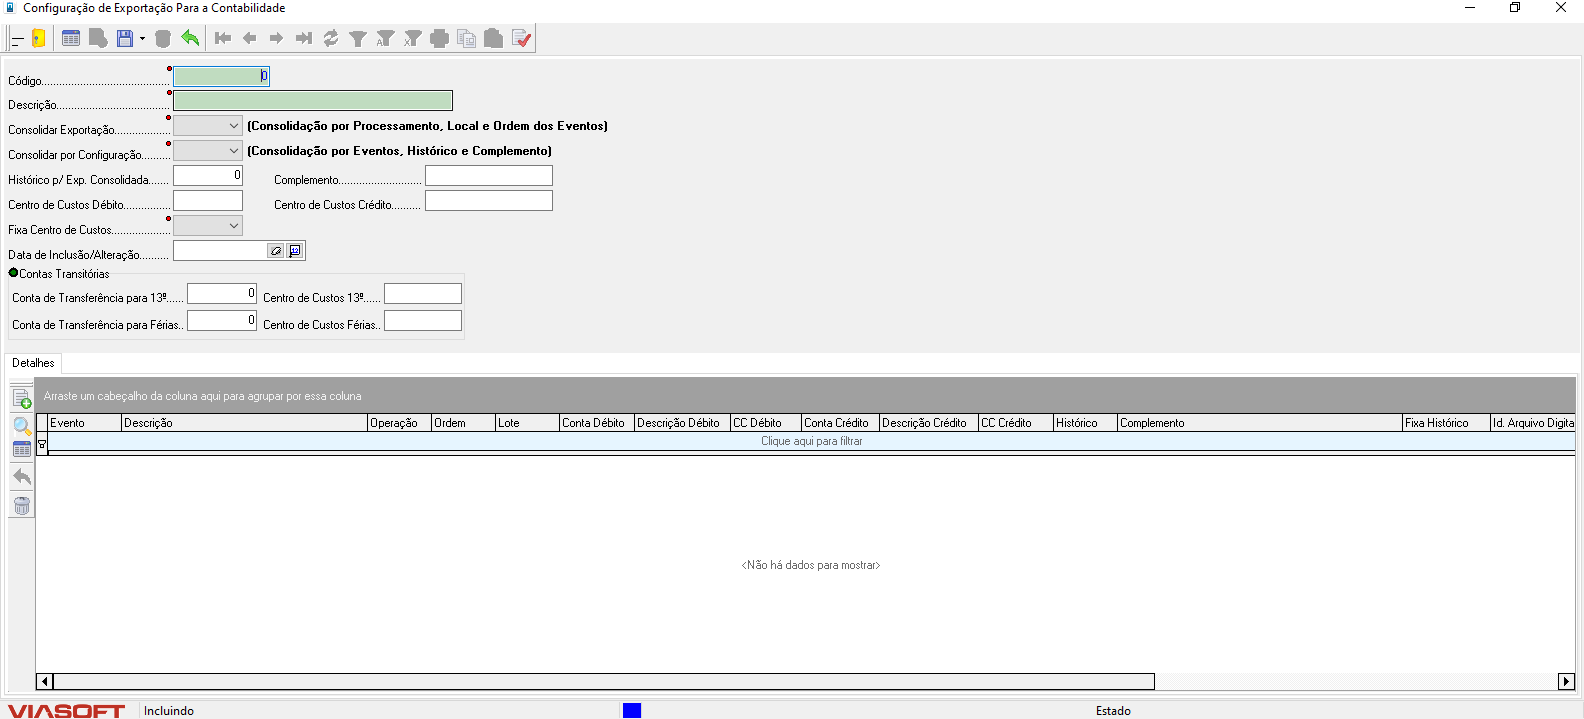 Configuração de Exportação Para a Contabilidade
Código.......................................... 0
Descrição.....................................
Consolidar Exportação................... (Consolidação por Processamento, Local e Ordem dos Eventos)
Consolidar por Configuração.......... (Consolidação por Eventos, Histórico e Complemento)
Histórico p/ Exp. Consolidada....... 0 Complemento...........................
Centro de Custos Débito................ Centro de Custos Crédito..........
Fixa Centro de Custos....................
Data de Inclusão/Alteração.......... 12
Contas Transitórias
Conta de Transferência para 13º...... 0 Centro de Custos 13º......
Conta de Transferência para Férias.. 0 Centro de Custos Férias..
Detalhes
Arraste um cabeçalho da coluna aqui para agrupar por essa coluna
Evento Descrição Operação Ordem Lote Conta Débito Descrição Débito CC Débito Conta Crédito Descrição Crédito CC Crédito Histórico Complemento Fixa Histórico Id. Arquivo Digita
Clique aqui para filtrar
<Não há dados para mostrar>
VIASOFT Incluindo Estado